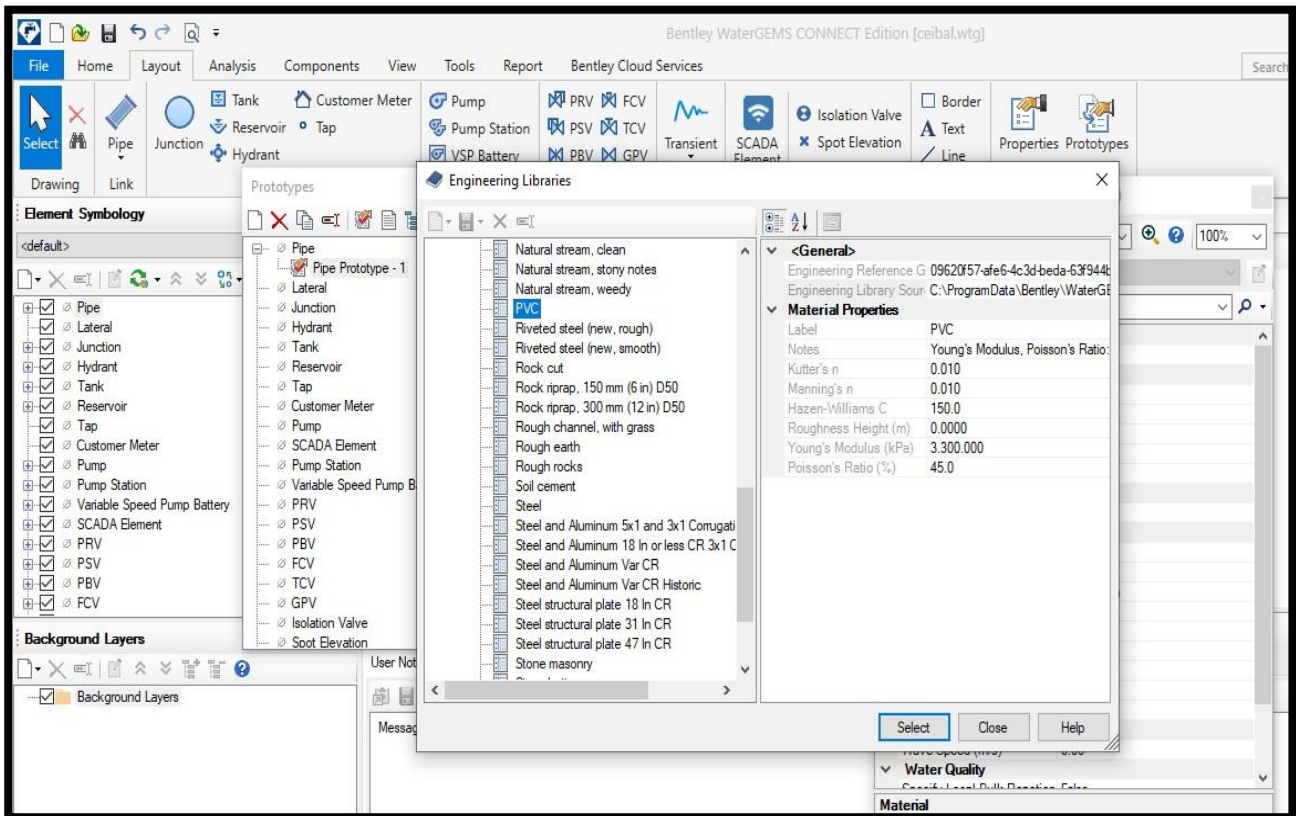 Bentley WaterGEMS CONNECT Edition [ceibal.wtg]
File Home Layout Analysis Components View Tools Report Bentley Cloud Services Search
Tank Customer Meter Pump PRV FCV Border
Reservoir Tap Pump Station PSV TCV Isolation Valve Text
Select Pipe Junction Hydrant VSP Battery PBV GPV Transient SCADA Element Spot Elevation Line Properties Prototypes
Drawing Link
Element Symbology
<default>
Pipe
Lateral
Junction
Hydrant
Tank
Reservoir
Tap
Customer Meter
Pump
Pump Station
Variable Speed Pump Battery
SCADA Element
PRV
PSV
PBV
FCV
Background Layers
Background Layers
Prototypes
Pipe
Pipe Prototype - 1
Lateral
Junction
Hydrant
Tank
Reservoir
Tap
Customer Meter
Pump
SCADA Element
Pump Station
Variable Speed Pump B
PRV
PSV
PBV
FCV
TCV
GPV
Isolation Valve
Spot Elevation
User Not
Messag
Engineering Libraries
Natural stream, clean
Natural stream, stony notes
Natural stream, weedy
PVC
Riveted steel (new, rough)
Riveted steel (new, smooth)
Rock cut
Rock riprap, 150 mm (6 in) D50
Rock riprap, 300 mm (12 in) D50
Rough channel, with grass
Rough earth
Rough rocks
Soil cement
Steel
Steel and Aluminum 5x1 and 3x1 Corrugati
Steel and Aluminum 18 In or less CR 3x1 C
Steel and Aluminum Var CR
Steel and Aluminum Var CR Historic
Steel structural plate 18 In CR
Steel structural plate 31 In CR
Steel structural plate 47 In CR
Stone masonry
<General>
Engineering Reference G 09620f57-afe6-4c3d-beda-63f944b
Engineering Library Sour C:\ProgramData\Bentley\WaterGE
Material Properties
Label PVC
Notes Young's Modulus, Poisson's Ratio:
Kutter's n 0.010
Manning's n 0.010
Hazen-Williams C 150.0
Roughness Height (m) 0.0000
Young's Modulus (kPa) 3.300.000
Poisson's Ratio (%) 45.0
Select Close Help
100%
Water Quality
Material